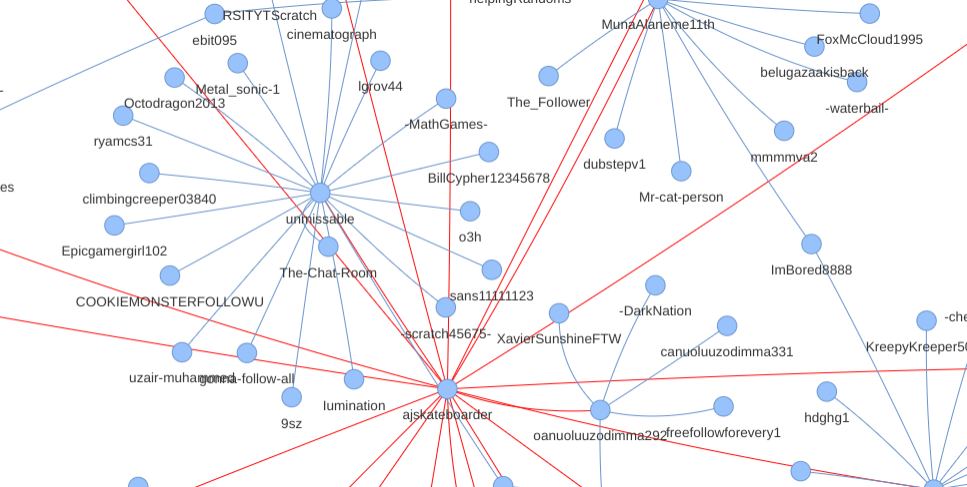 helpingRandoms
RSITYTScratch
MunaAlaneme11th
cinematograph
ebit095
FoxMcCloud1995
belugazaakisback
Metal_sonic-1
lgrov44
Octodragon2013
The_Follower
-waterbail-
-MathGames-
ryamcs31
mmmmva2
dubstepv1
BillCypher12345678
es
Mr-cat-person
climbingcreeper03840
unmissable
o3h
Epicgamergirl102
The-Chat-Room
ImBored8888
COOKIEMONSTERFOLLOWU
sans11111123
-DarkNation
-che
-scratch45675-
XavierSunshineFTW
KreepyKreeper50
canuoluuzodimma331
uzair-muhammed
gonna-follow-all
Iumination
ajskateboarder
hdghg1
9sz
oanuoluuzodimma292
freefollowforevery1